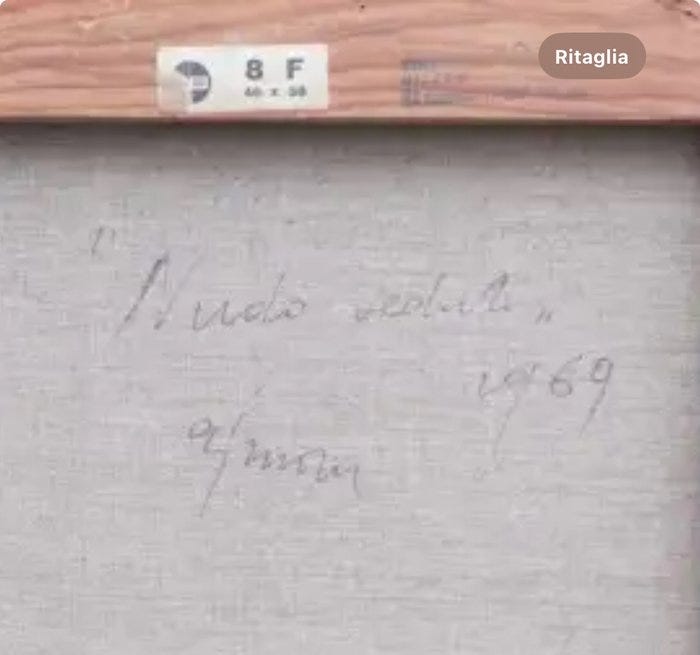 Ritaglia
8 F
46 x 38
"Nudo seduto"
1969